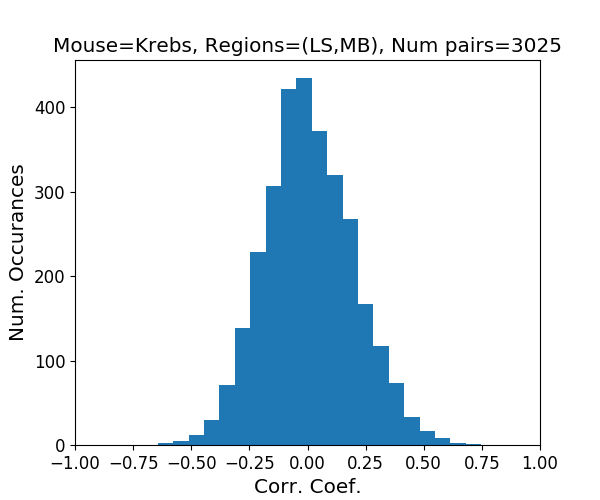 Mouse=Krebs, Regions=(LS,MB), Num pairs=3025
Num. Occurances
400
300
200
100
0
−1.00 −0.75 −0.50 −0.25 0.00 0.25 0.50 0.75 1.00
Corr. Coef.